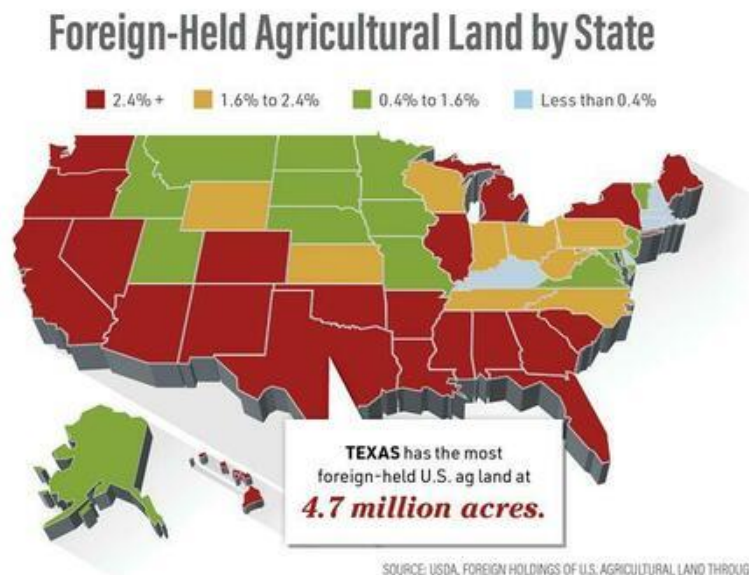 Foreign-Held Agricultural Land by State
2.4% +
1.6% to 2.4%
0.4% to 1.6%
Less than 0.4%
TEXAS has the most
foreign-held U.S. ag land at
4.7 million acres.
SOURCE: USDA, FOREIGN HOLDINGS OF U.S. AGRICULTURAL LAND THROUG